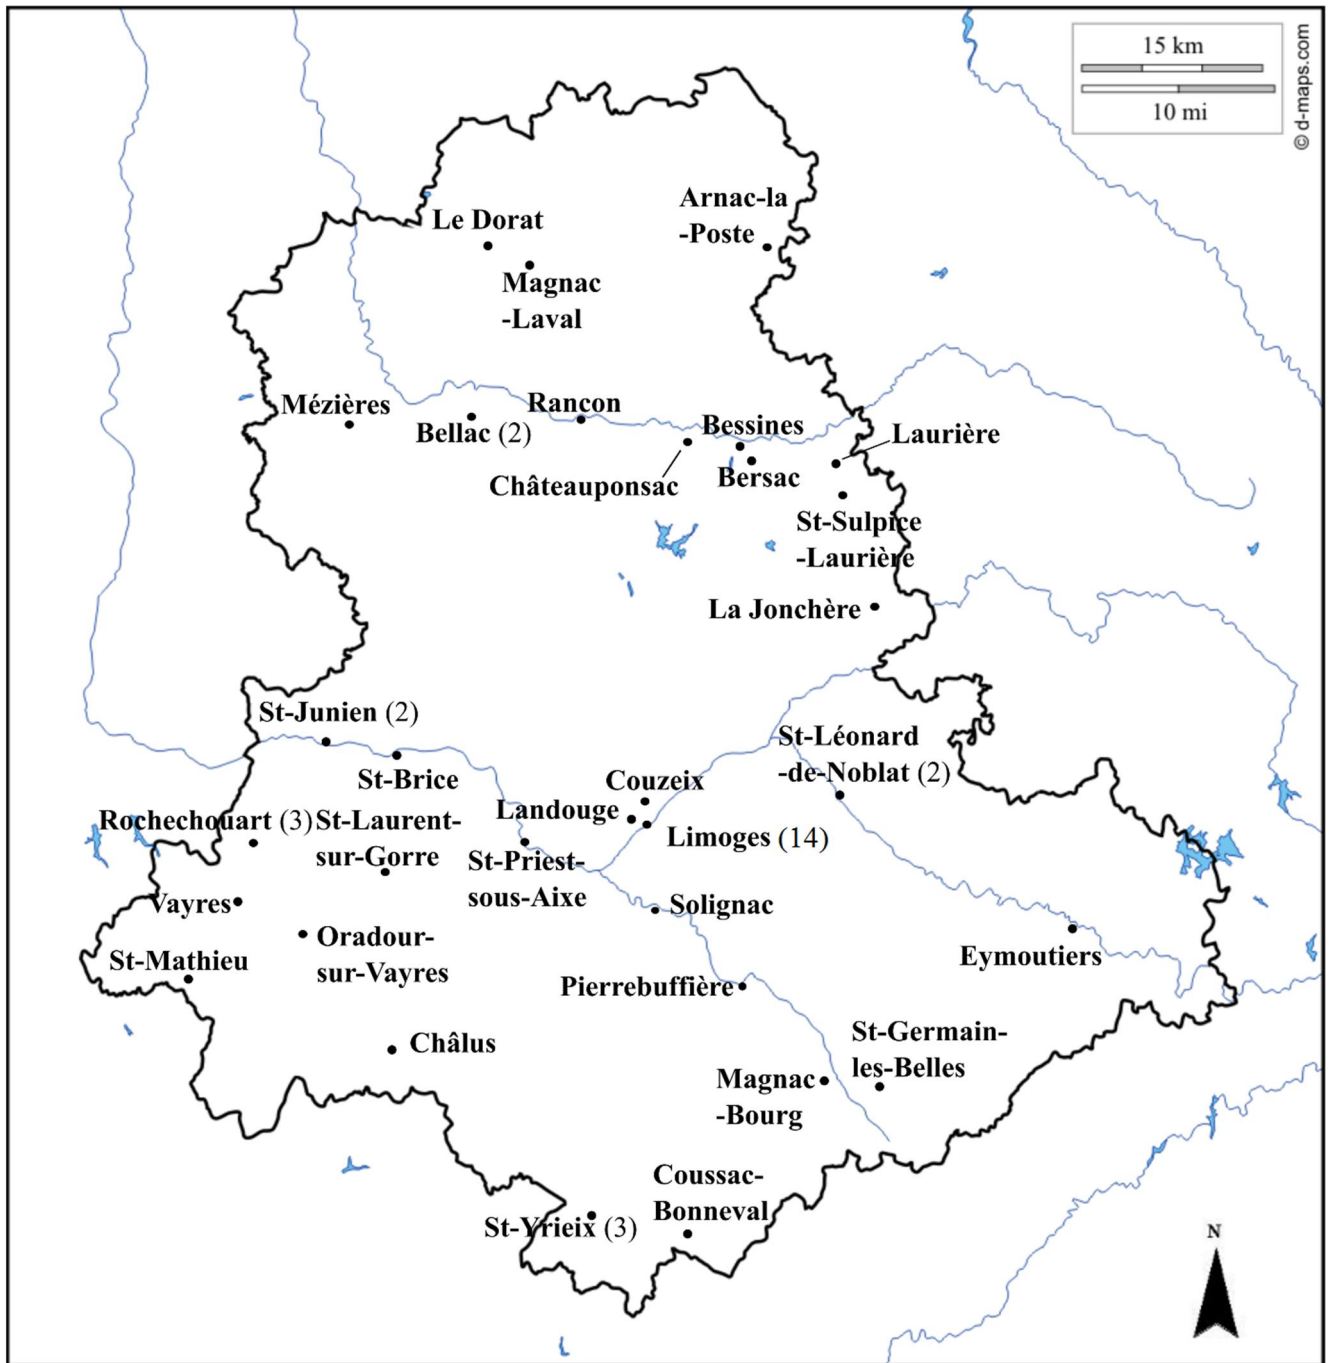 15 km
10 mi
© d-maps.com
Arnac-la
-Poste
Le Dorat
Magnac
-Laval
Mézières
Rancon
Bellac (2)
Bessines
Laurière
Châteauponsac
Bersac
St-Sulpice
-Laurière
La Jonchère
St-Junien (2)
St-Léonard
-de-Noblat (2)
St-Brice
Couzeix
Landouge
Rochechouart (3)
St-Laurent-
sur-Gorre
Limoges (14)
St-Priest-
sous-Aixe
Vayres
Solignac
Oradour-
sur-Vayres
St-Mathieu
Eymoutiers
Pierrebuffière
Châlus
St-Germain-
les-Belles
Magnac
-Bourg
Coussac-
Bonneval
St-Yrieix (3)
N